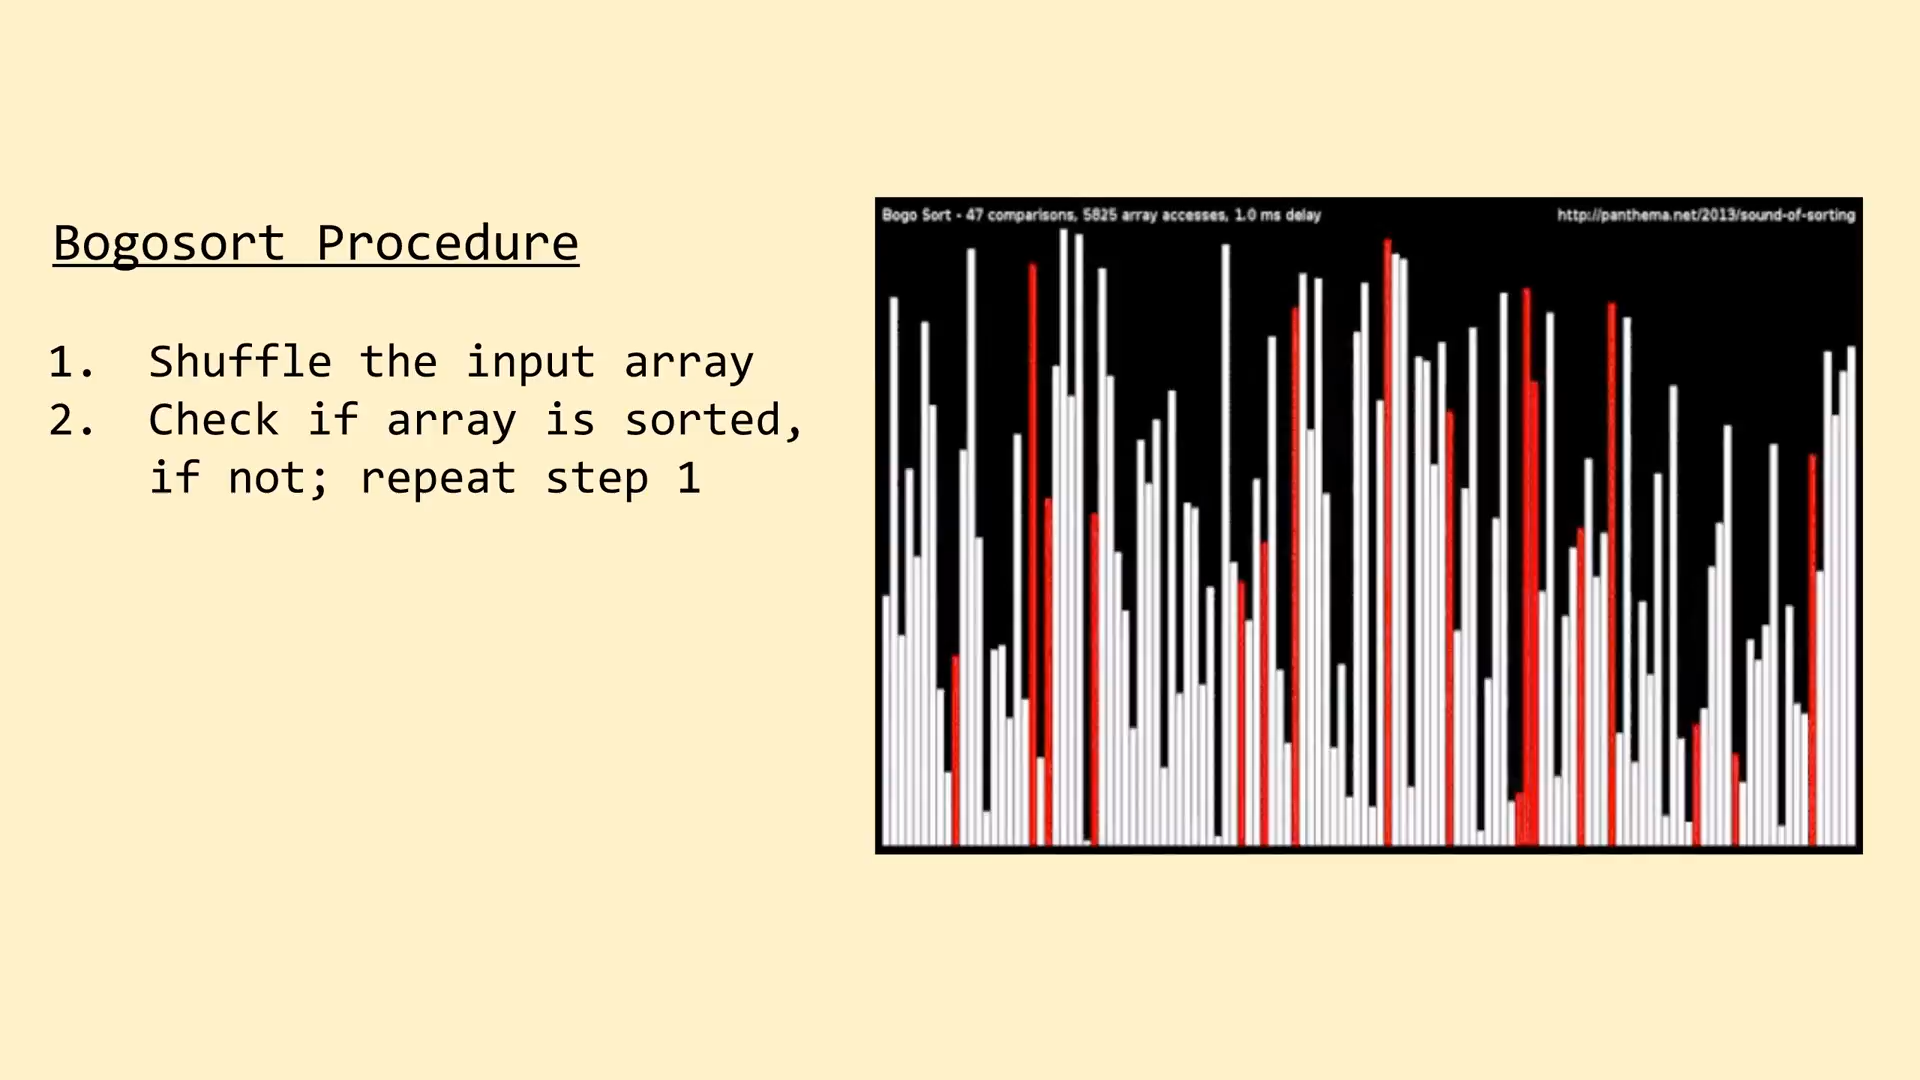 Bogosort Procedure
1. Shuffle the input array
2. Check if array is sorted,
if not; repeat step 1
Bogo Sort - 47 comparisons, 5825 array accesses, 1.0 ms delay
http://panthema.net/2013/sound-of-sorting